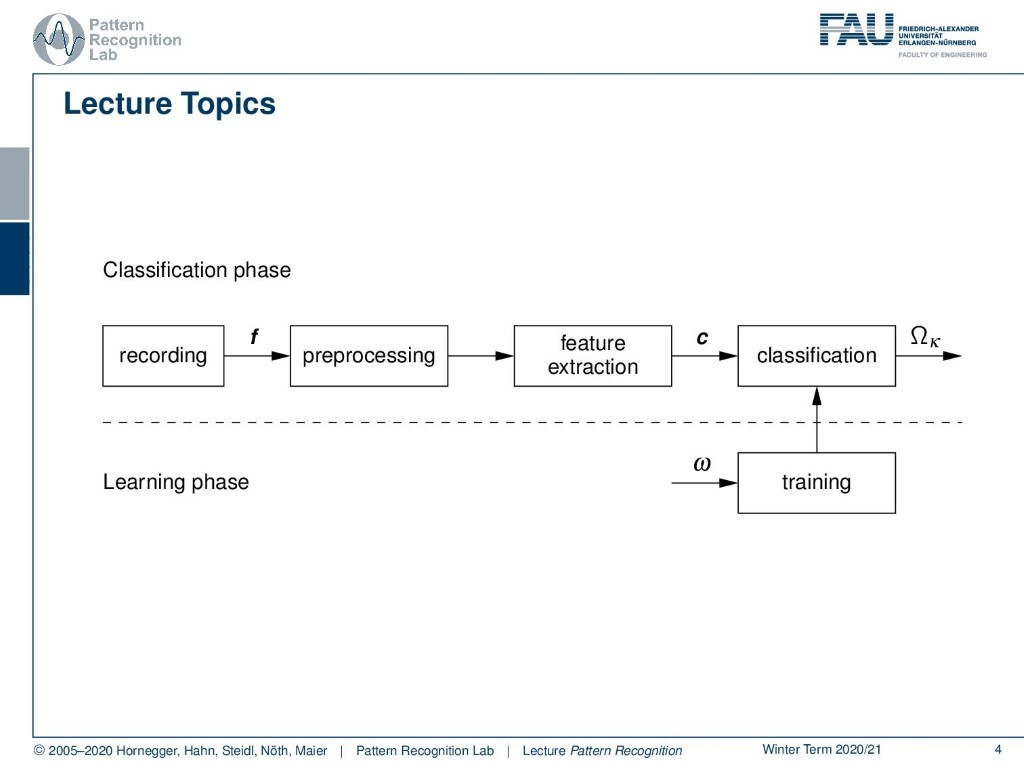 Pattern
Recognition
Lab
FAU
FRIEDRICH-ALEXANDER
UNIVERSITÄT
ERLANGEN-NÜRNBERG
FACULTY OF ENGINEERING
Lecture Topics
Classification phase
recording
f
preprocessing
feature
extraction
c
classification
Ωκ
Learning phase
ω
training
© 2005–2020 Hornegger, Hahn, Steidl, Nöth, Maier | Pattern Recognition Lab | Lecture Pattern Recognition Winter Term 2020/21 4